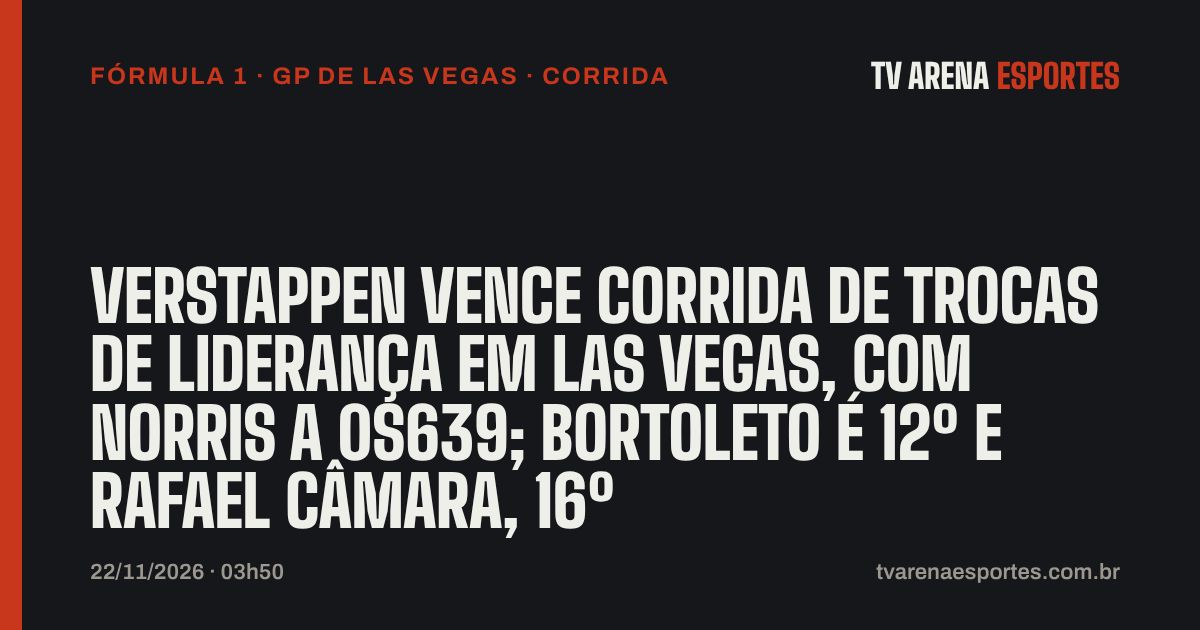 FÓRMULA 1 · GP DE LAS VEGAS · CORRIDA
TV ARENA ESPORTES
VERSTAPPEN VENCE CORRIDA DE TROCAS
DE LIDERANÇA EM LAS VEGAS, COM
NORRIS A 0S639; BORTOLETO É 12º E
RAFAEL CÂMARA, 16º
22/11/2026 · 03h50
tvarenaesportes.com.br